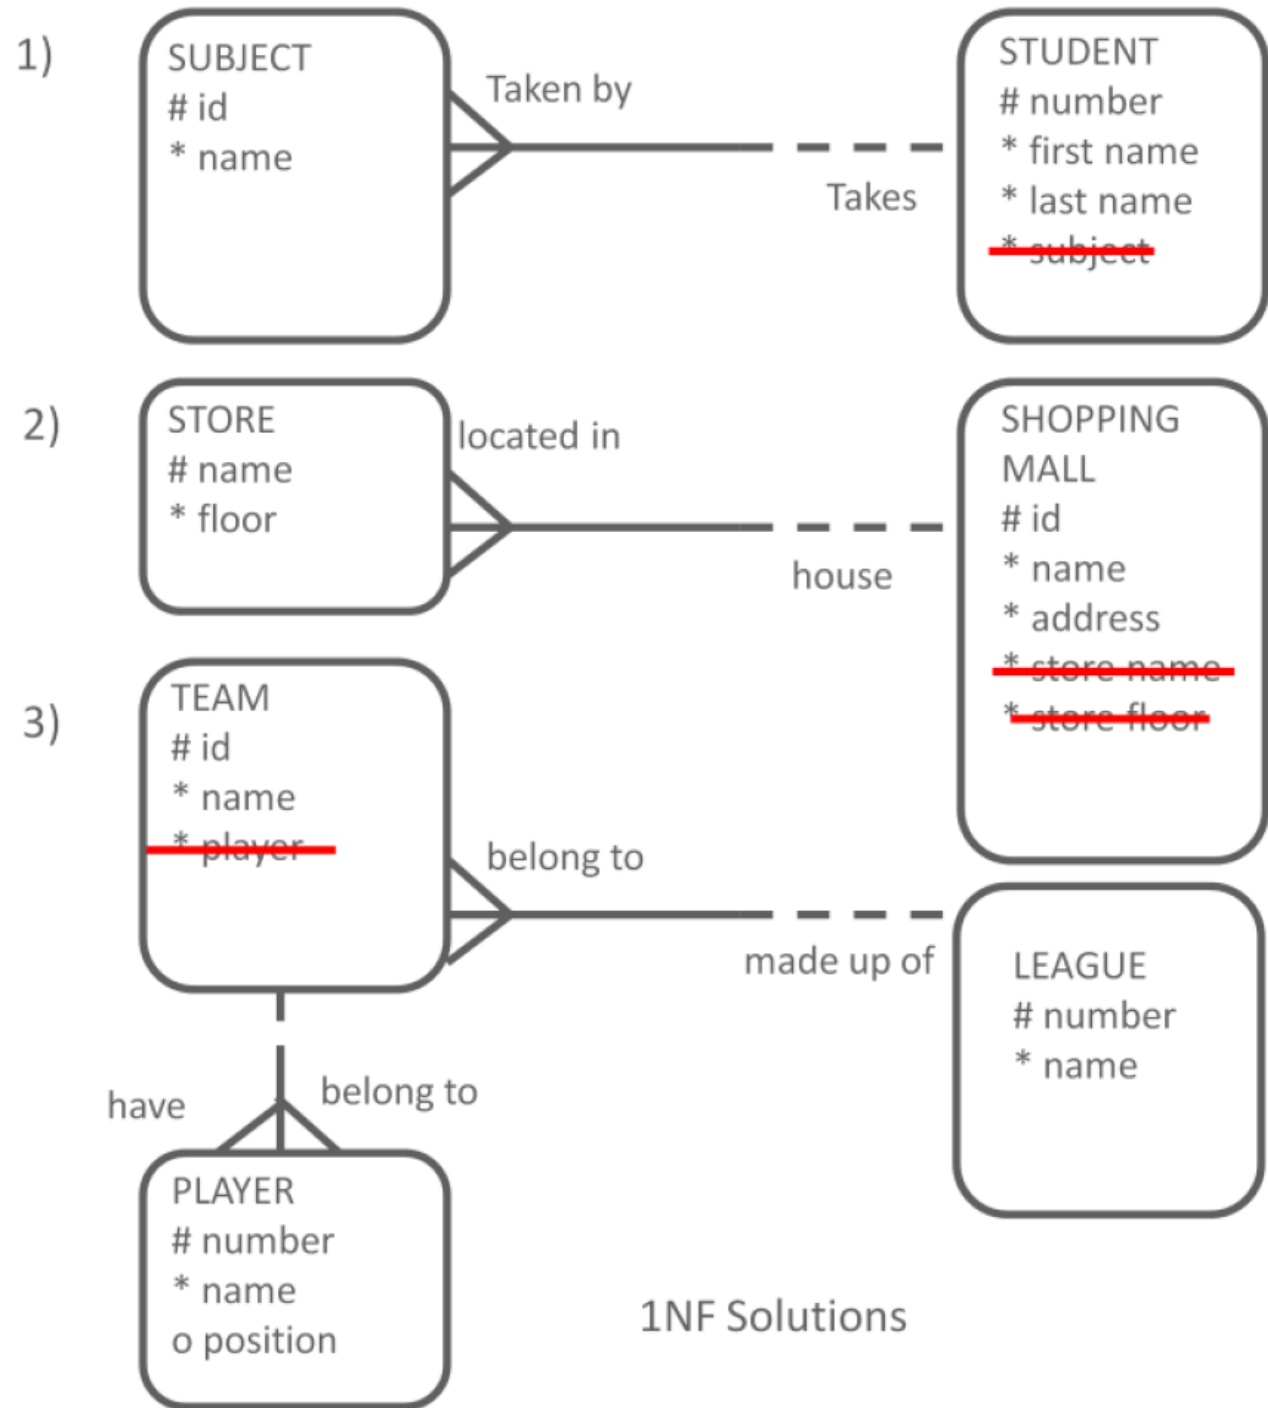 1)
SUBJECT
# id
* name
Taken by
Takes
STUDENT
# number
* first name
* last name
* subject
2)
STORE
# name
* floor
located in
house
SHOPPING
MALL
# id
* name
* address
* store name
* store floor
3)
TEAM
# id
* name
* player
belong to
made up of
LEAGUE
# number
* name
have
belong to
PLAYER
# number
* name
o position
1NF Solutions